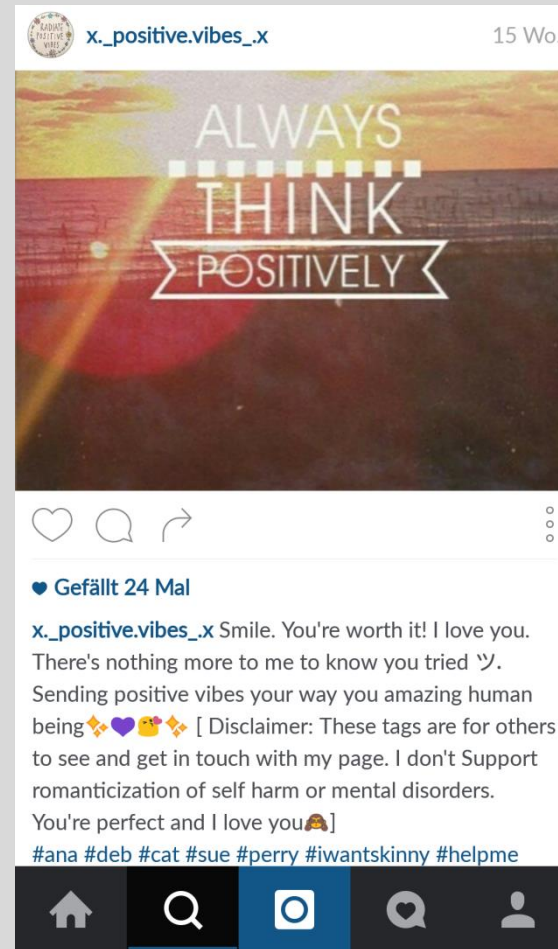 RADIATE
POSITIVE
VIBES
x._positive.vibes_.x 15 Wo
ALWAYS
THINK
POSITIVELY
Gefällt 24 Mal
x._positive.vibes_.x Smile. You're worth it! I love you.
There's nothing more to me to know you tried ツ.
Sending positive vibes your way you amazing human
being✨💜😘✨ [ Disclaimer: These tags are for others
to see and get in touch with my page. I don't Support
romanticization of self harm or mental disorders.
You're perfect and I love you🙈]
#ana #deb #cat #sue #perry #iwantskinny #helpme